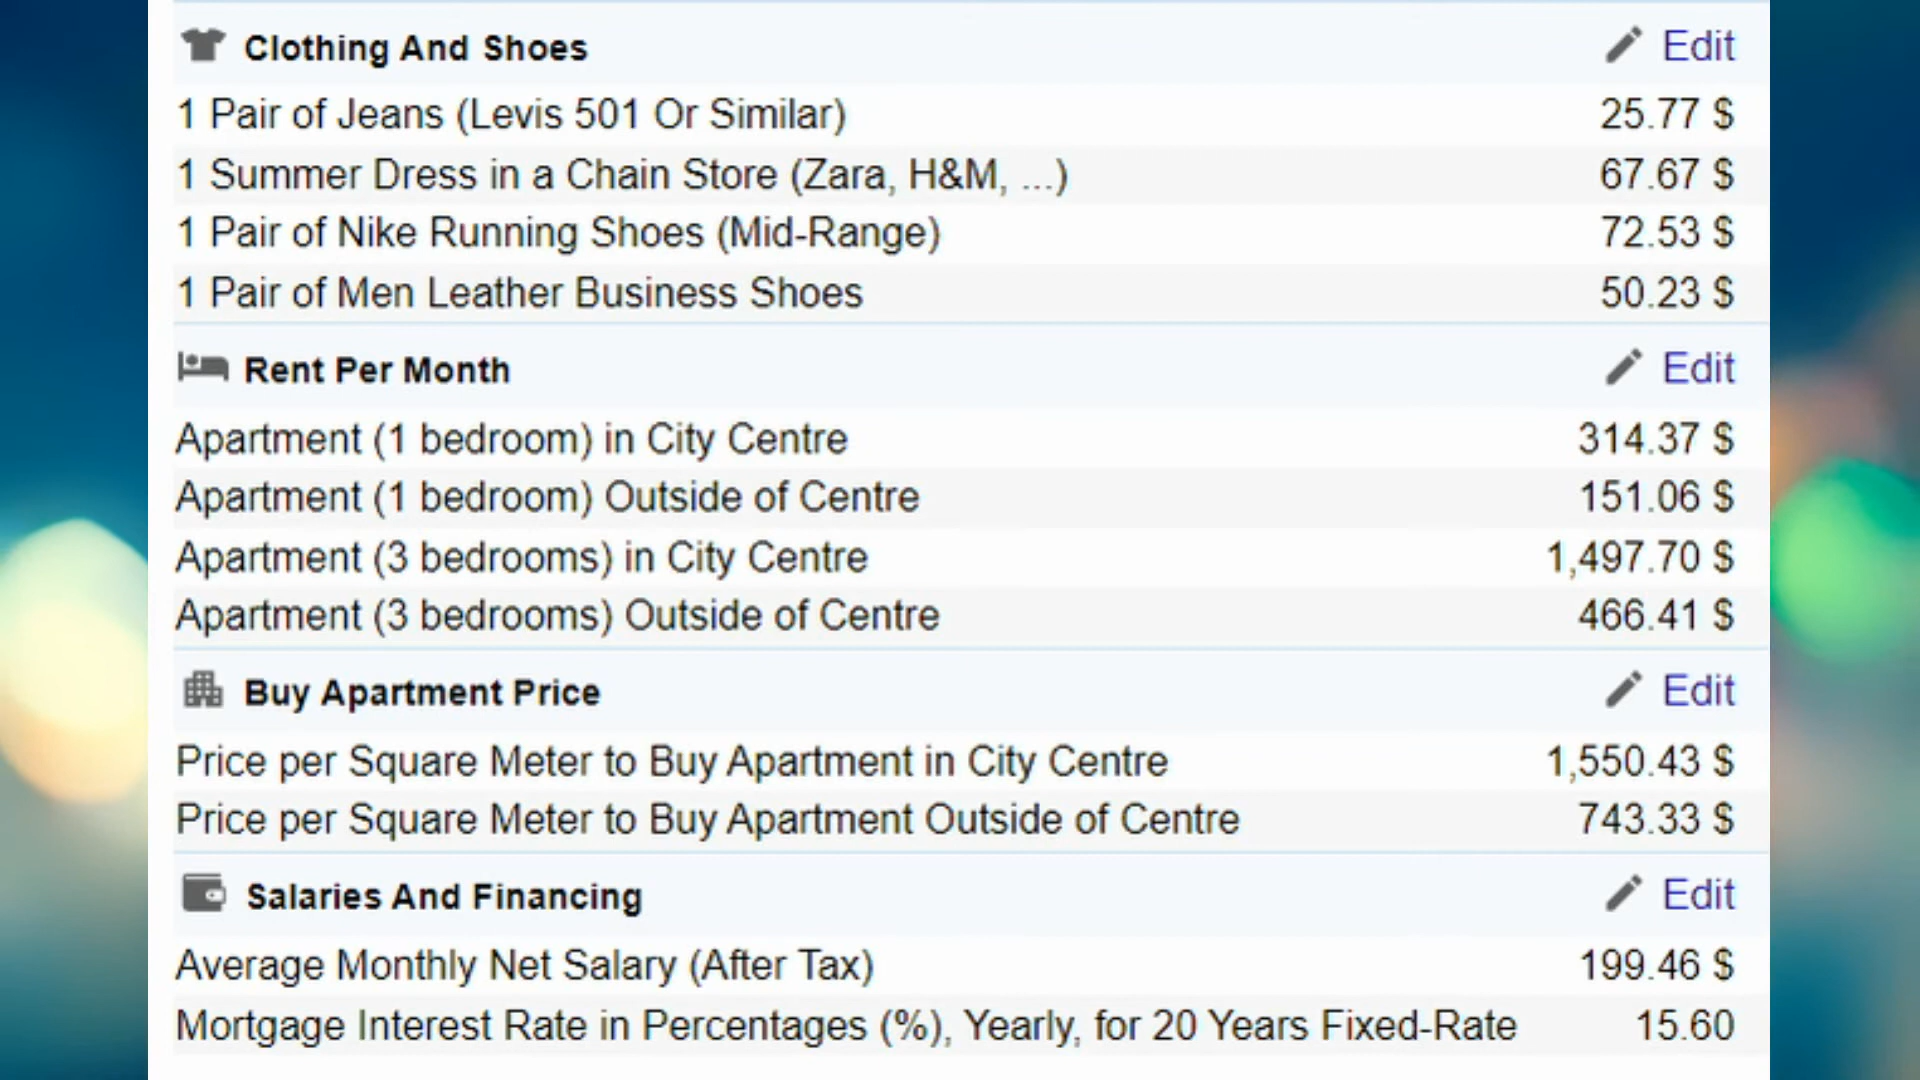 Clothing And Shoes Edit
1 Pair of Jeans (Levis 501 Or Similar) 25.77 $
1 Summer Dress in a Chain Store (Zara, H&M, ...) 67.67 $
1 Pair of Nike Running Shoes (Mid-Range) 72.53 $
1 Pair of Men Leather Business Shoes 50.23 $
Rent Per Month Edit
Apartment (1 bedroom) in City Centre 314.37 $
Apartment (1 bedroom) Outside of Centre 151.06 $
Apartment (3 bedrooms) in City Centre 1,497.70 $
Apartment (3 bedrooms) Outside of Centre 466.41 $
Buy Apartment Price Edit
Price per Square Meter to Buy Apartment in City Centre 1,550.43 $
Price per Square Meter to Buy Apartment Outside of Centre 743.33 $
Salaries And Financing Edit
Average Monthly Net Salary (After Tax) 199.46 $
Mortgage Interest Rate in Percentages (%), Yearly, for 20 Years Fixed-Rate 15.60